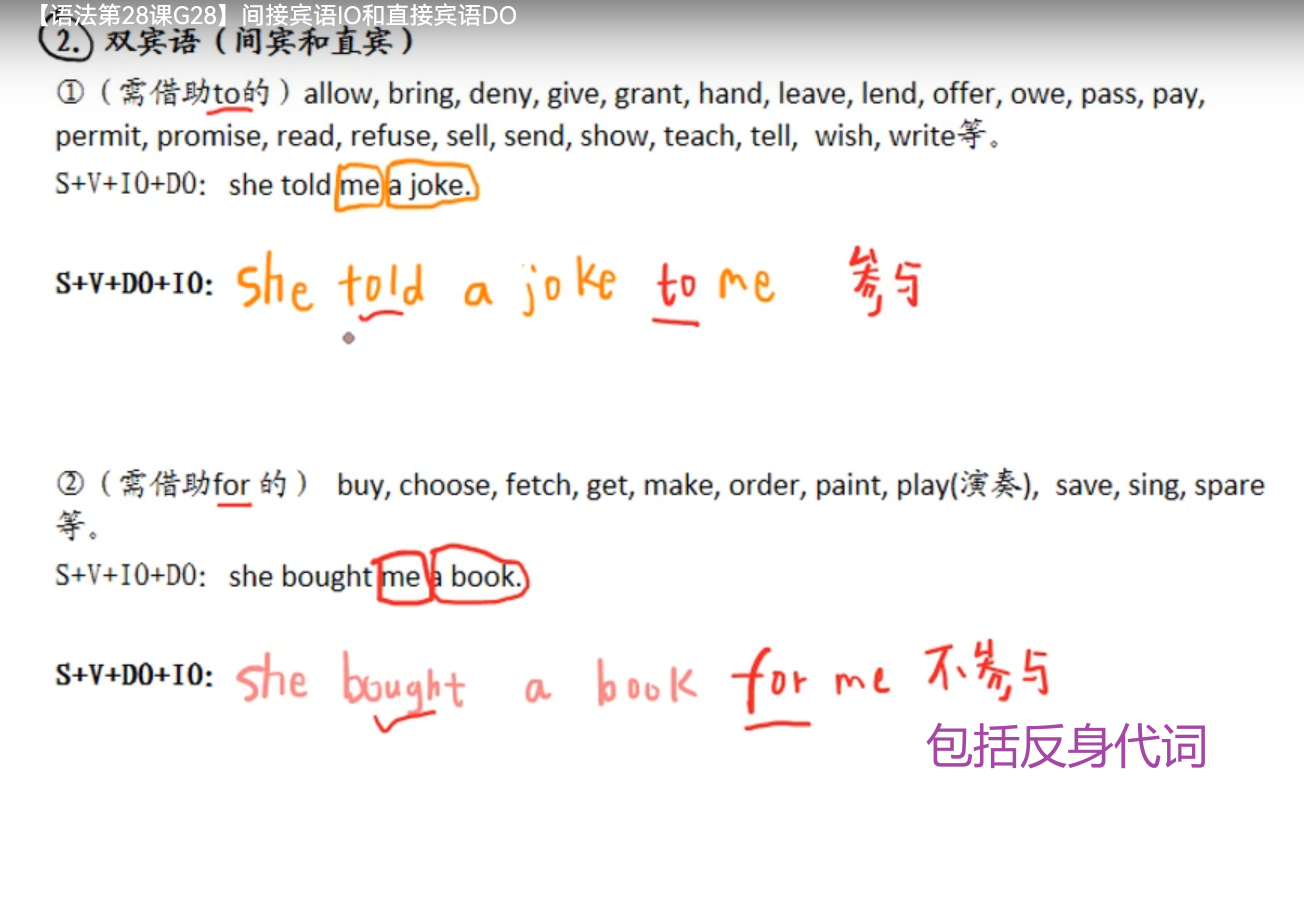 【语法第28课G28】间接宾语IO和直接宾语DO
2. 双宾语（间宾和直宾）
①（需借助to的）allow, bring, deny, give, grant, hand, leave, lend, offer, owe, pass, pay,
permit, promise, read, refuse, sell, send, show, teach, tell, wish, write等。
S+V+IO+DO: she told me a joke.
S+V+DO+IO: She told a joke to me 参与
②（需借助for 的） buy, choose, fetch, get, make, order, paint, play(演奏), save, sing, spare
等。
S+V+IO+DO: she bought me a book.
S+V+DO+IO: she bought a book for me 不参与
包括反身代词